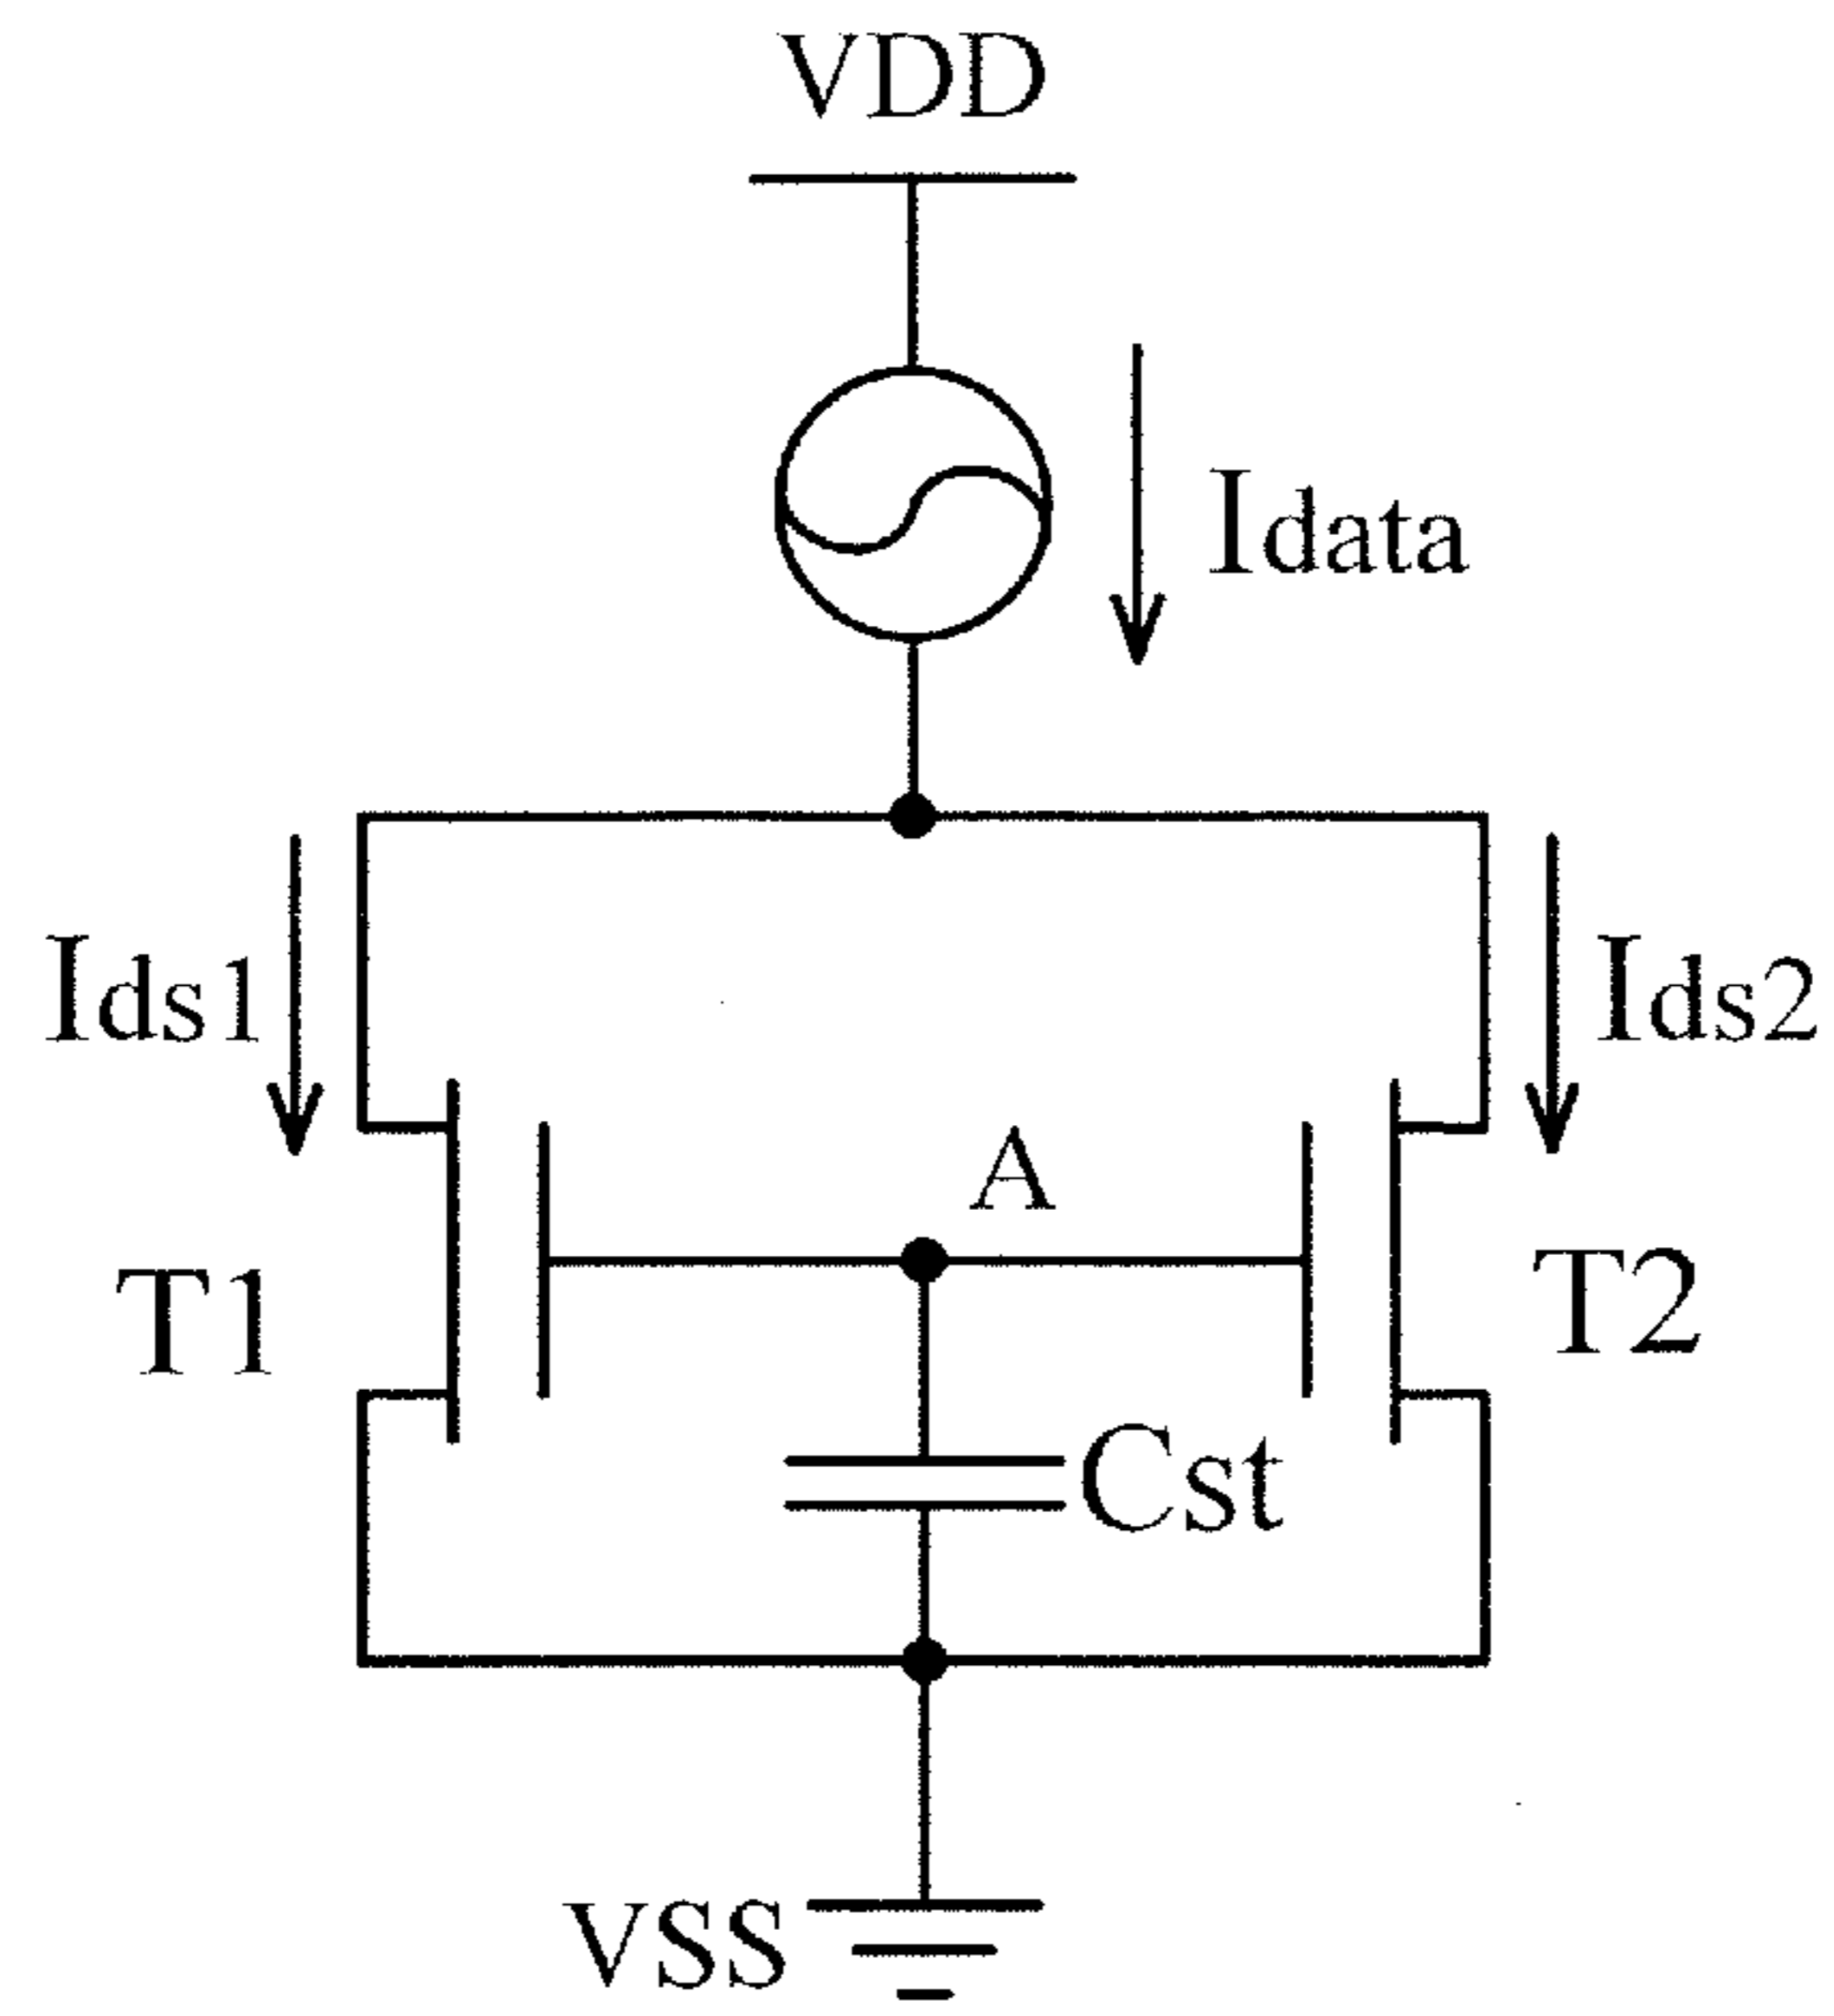 VDD
Idata
Ids1
Ids2
A
T1
T2
Cst
VSS